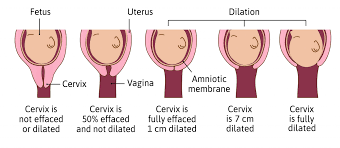 Fetus
Uterus
Dilation
Cervix
Vagina
Amniotic
membrane
Cervix is
not effaced
or dilated
Cervix is
50% effaced
and not dilated
Cervix is
fully effaced
1 cm dilated
Cervix
is 7 cm
dilated
Cervix
is fully
dilated